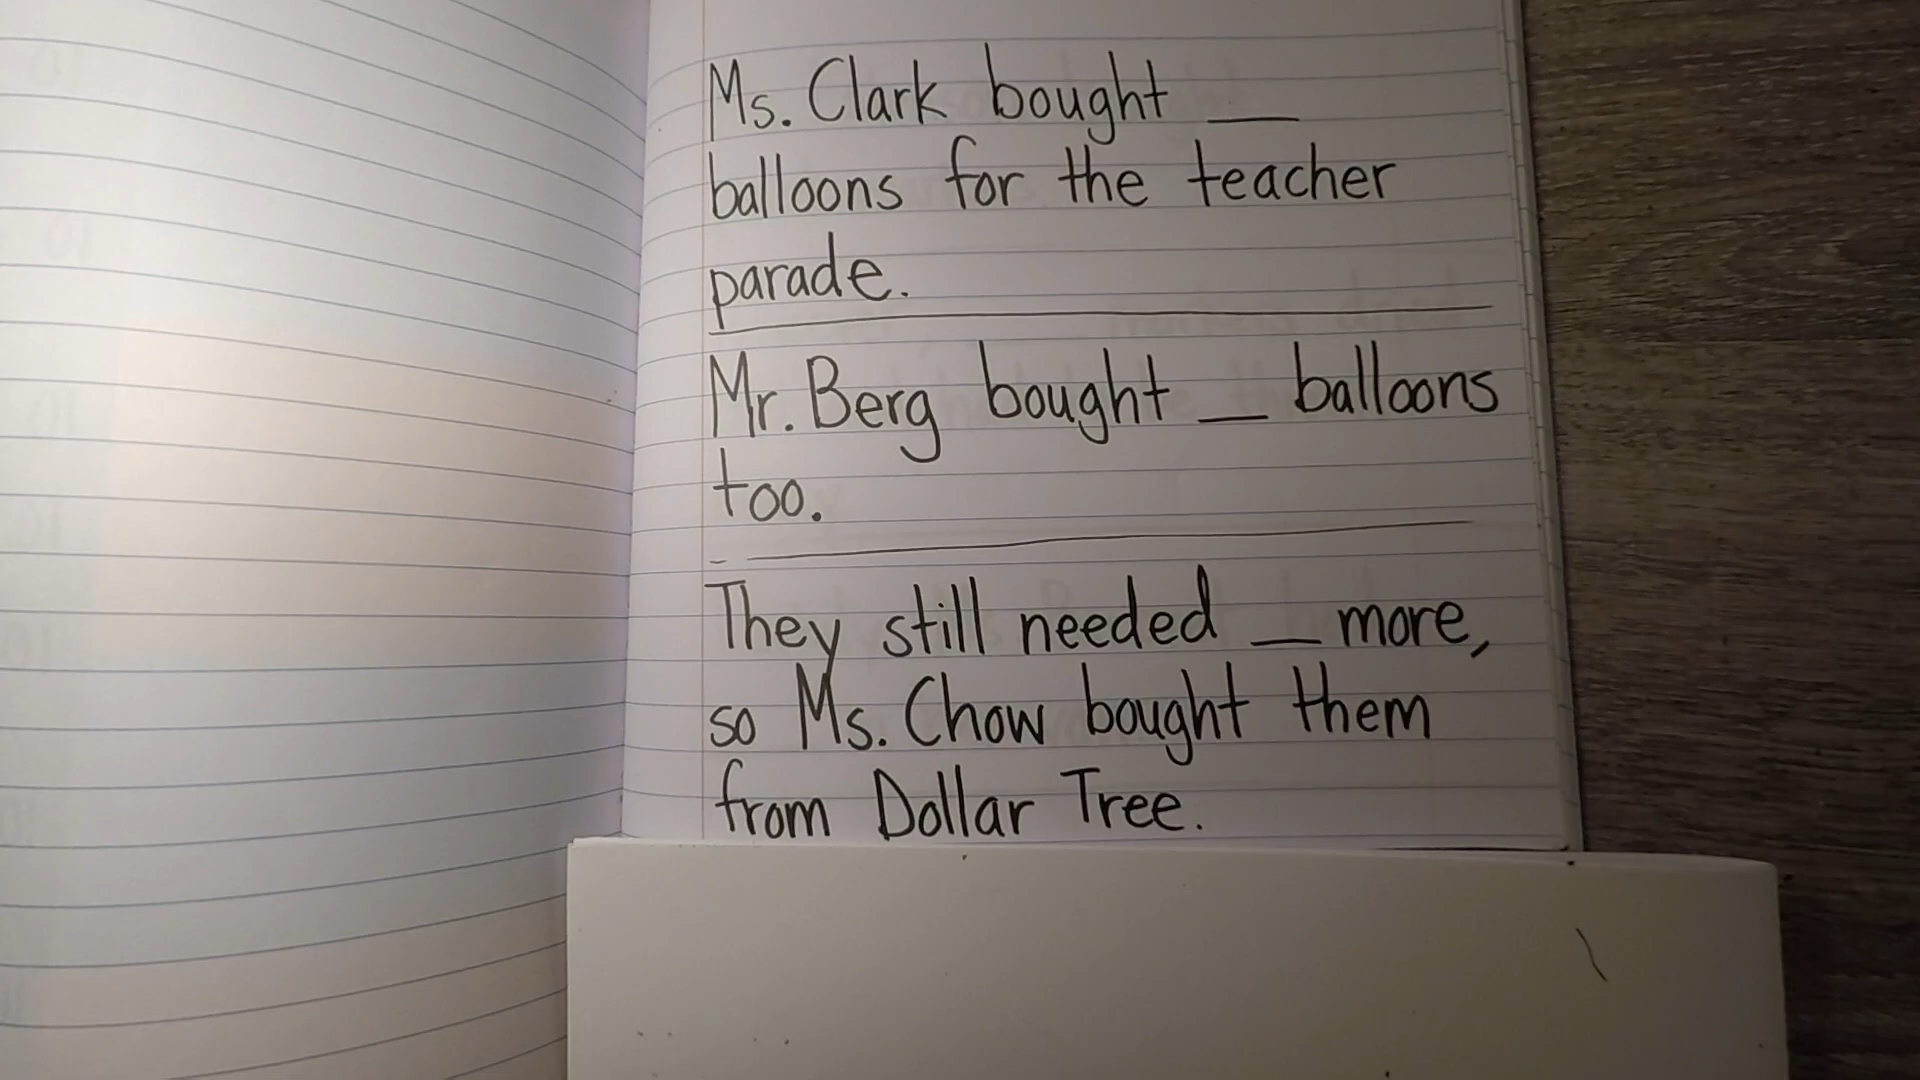 Ms. Clark bought __
balloons for the teacher
parade.
Mr. Berg bought __ balloons
too.
They still needed __ more,
so Ms. Chow bought them
from Dollar Tree.